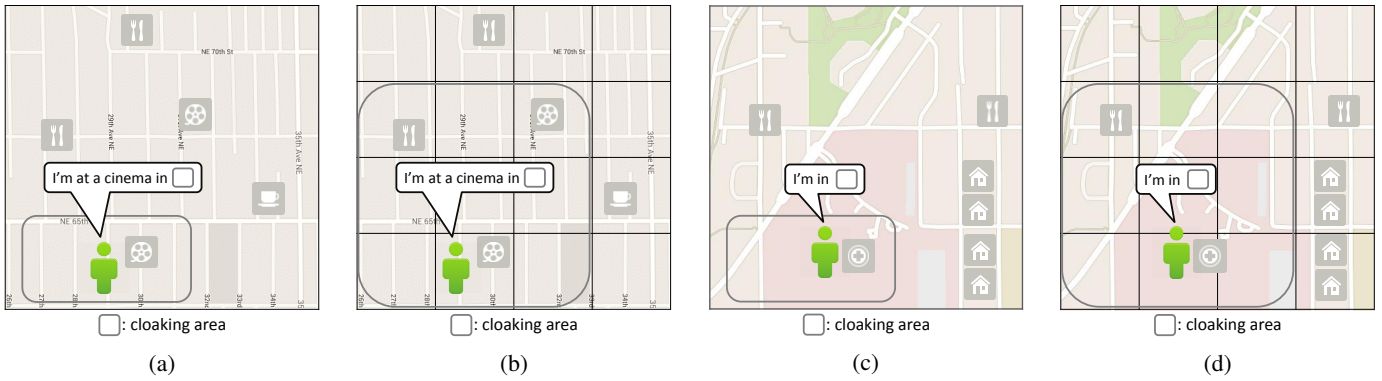 NE 70th St
29th Ave NE
35th Ave NE
I'm at a cinema in
NE 65th
26th
27th
28th
30th
32nd
33rd
34th
35
: cloaking area
(a)
NE 70th St
29th Ave NE
35th Ave NE
I'm at a cinema in
NE 65th
26th
27th
28th
30th
33rd
34th
35
: cloaking area
(b)
I'm in
: cloaking area
(c)
I'm in
: cloaking area
(d)